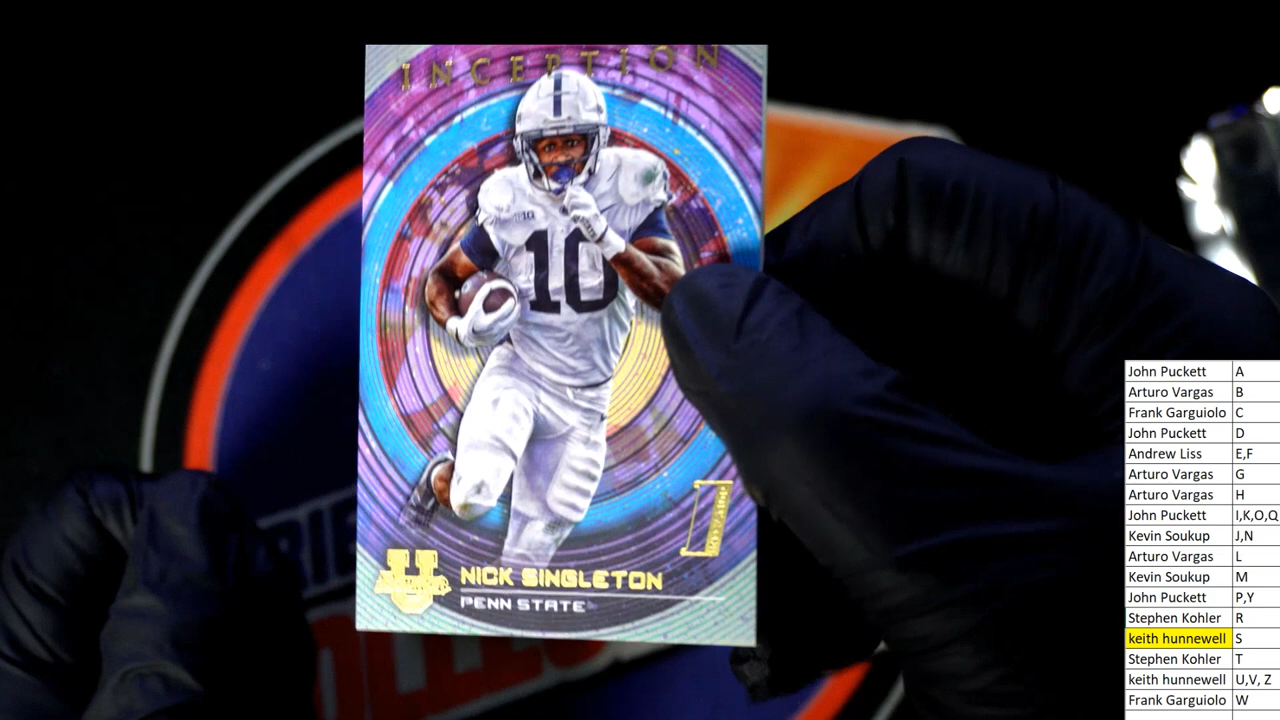 INCEPTION
10
NICK SINGLETON
PENN STATE
John Puckett A
Arturo Vargas B
Frank Garguiolo C
John Puckett D
Andrew Liss E,F
Arturo Vargas G
Arturo Vargas H
John Puckett I,K,O,Q
Kevin Soukup J,N
Arturo Vargas L
Kevin Soukup M
John Puckett P,Y
Stephen Kohler R
keith hunnewell S
Stephen Kohler T
keith hunnewell U,V, Z
Frank Garguiolo W